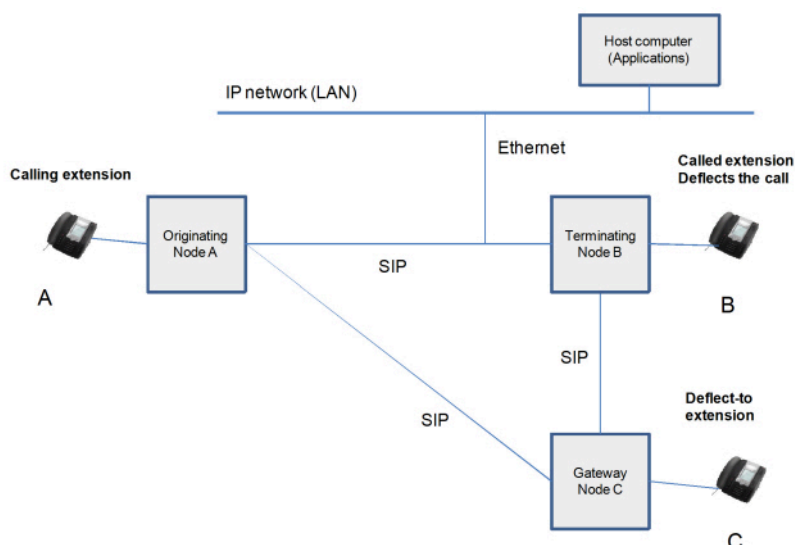 Host computer
(Applications)
IP network (LAN)
Ethernet
Calling extension
Called extension
Deflects the call
Originating
Node A
Terminating
Node B
SIP
A
B
SIP
Deflect-to
extension
SIP
Gateway
Node C
C